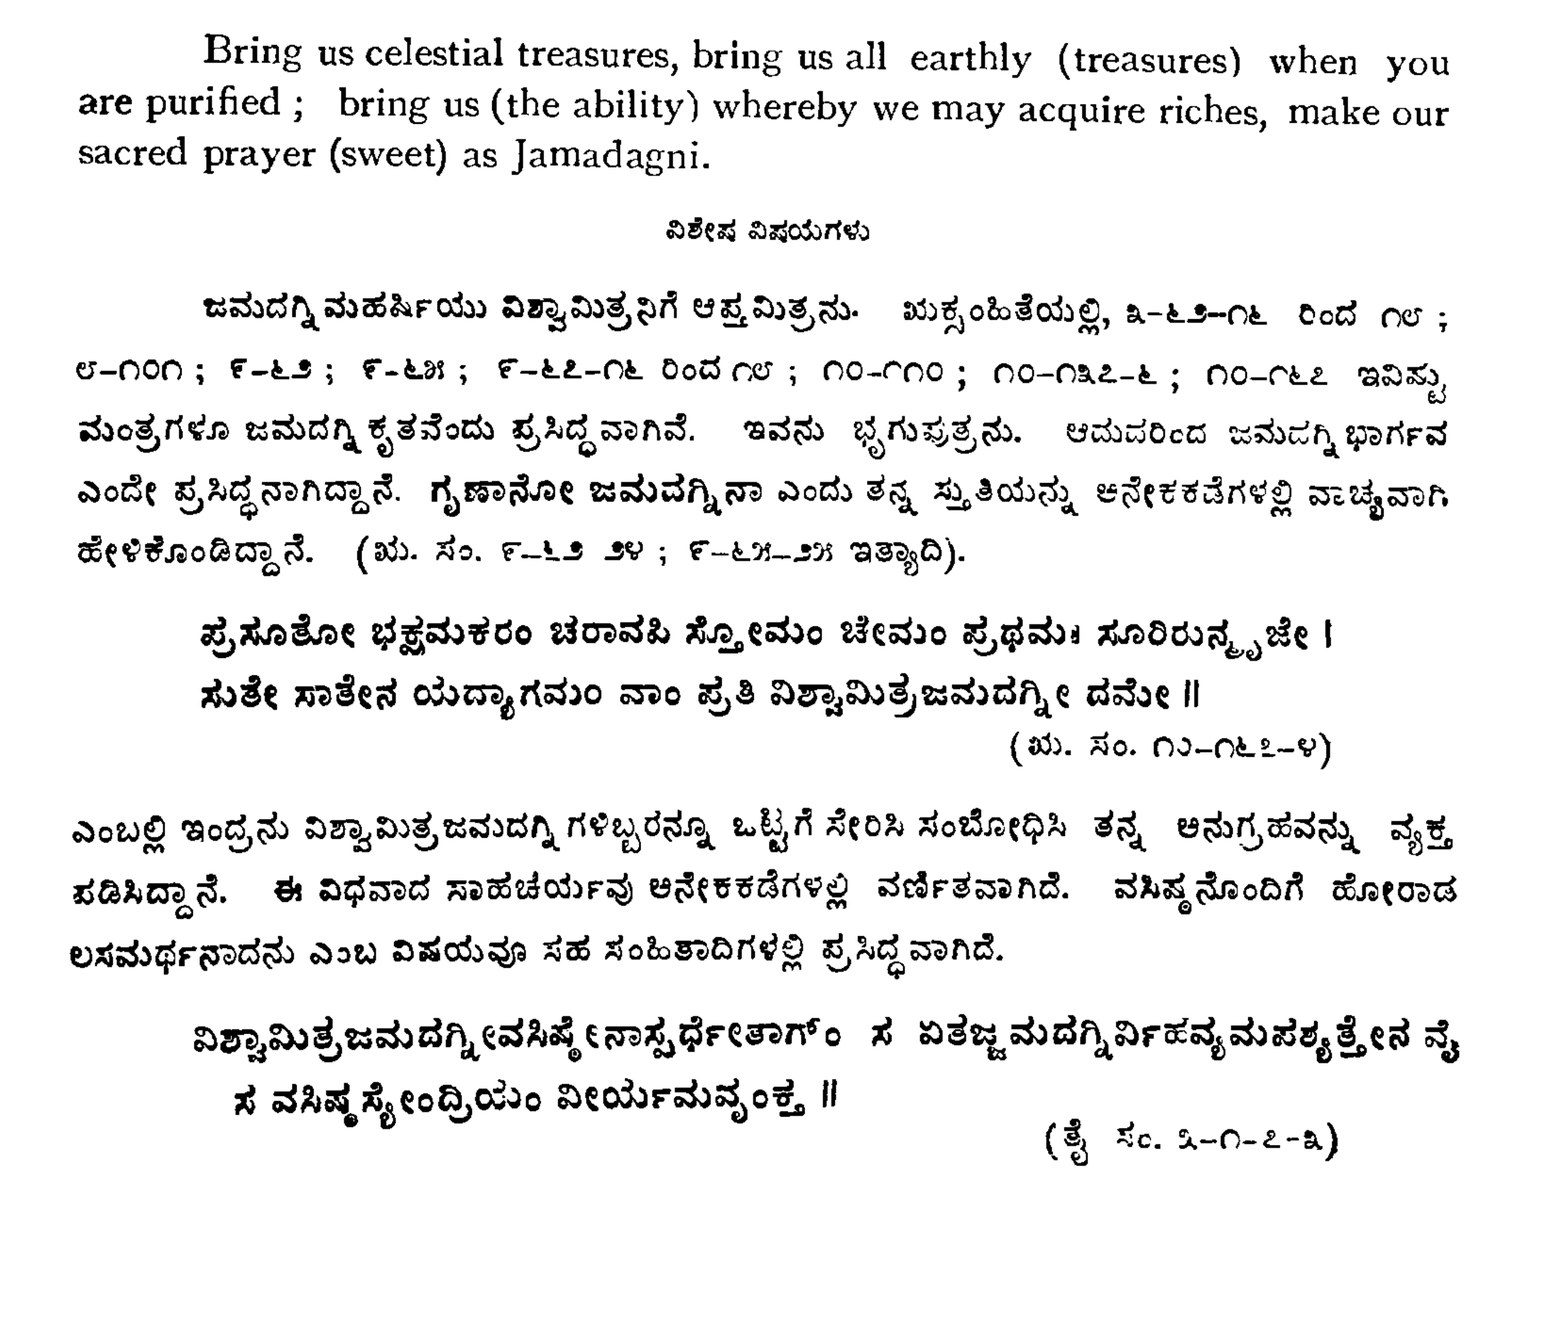 Bring us celestial treasures, bring us all earthly (treasures) when you
are purified ; bring us (the ability) whereby we may acquire riches, make our
sacred prayer (sweet) as Jamadagni.
ವಿಶೇಷ ವಿಷಯಗಳು
ಜಮದಗ್ನಿಮಹರ್ಷಿಯು ವಿಶ್ವಾಮಿತ್ರನಿಗೆ ಆಪ್ತಮಿತ್ರನು. ಋಕ್ಸಂಹಿತೆಯಲ್ಲಿ, ೩-೬೨-೧೬ ರಿಂದ ೧೮ ;
೮-೧೦೧ ; ೯-೬೨ ; ೯-೬೫ ; ೯-೬೭-೧೬ ರಿಂದ ೧೮ ; ೧೦-೧೧೦ ; ೧೦-೧೩೭-೬ ; ೧೦-೧೬೭ ಇವಿಷ್ಟು
ಮಂತ್ರಗಳೂ ಜಮದಗ್ನಿಕೃತವೆಂದು ಪ್ರಸಿದ್ಧವಾಗಿವೆ. ಇವನು ಭೃಗುಪುತ್ರನು. ಆದುದರಿಂದ ಜಮದಗ್ನಿಭಾರ್ಗವ
ಎಂದೇ ಪ್ರಸಿದ್ಧನಾಗಿದ್ದಾನೆ. ಗೃಣಾನೋ ಜಮದಗ್ನಿನಾ ಎಂದು ತನ್ನ ಸ್ತುತಿಯನ್ನು ಅನೇಕಕಡೆಗಳಲ್ಲಿ ವಾಚ್ಯವಾಗಿ
ಹೇಳಿಕೊಂಡಿದ್ದಾನೆ. (ಋ. ಸಂ. ೯-೬೨ ೨೪ ; ೯-೬೫-೨೫ ಇತ್ಯಾದಿ).
ಪ್ರಸೂತೋ ಭಕ್ಷಮಕರಂ ಚರಾವಪಿ ಸ್ತೋಮಂ ಚೇಮಂ ಪ್ರಥಮಃ ಸೂರಿರುನ್ಮೃಜೇ |
ಸುತೇ ಸಾತೇನ ಯದ್ಯಾಗಮಂ ವಾಂ ಪ್ರತಿ ವಿಶ್ವಾಮಿತ್ರಜಮದಗ್ನೀ ದಮೇ ||
(ಋ. ಸಂ. ೧೦-೧೬೭-೪)
ಎಂಬಲ್ಲಿ ಇಂದ್ರನು ವಿಶ್ವಾಮಿತ್ರಜಮದಗ್ನಿಗಳಿಬ್ಬರನ್ನೂ ಒಟ್ಟಗೆ ಸೇರಿಸಿ ಸಂಬೋಧಿಸಿ ತನ್ನ ಅನುಗ್ರಹವನ್ನು ವ್ಯಕ್ತ
ಪಡಿಸಿದ್ದಾನೆ. ಈ ವಿಧವಾದ ಸಾಹಚರ್ಯವು ಅನೇಕಕಡೆಗಳಲ್ಲಿ ವರ್ಣಿತವಾಗಿದೆ. ವಸಿಷ್ಠನೊಂದಿಗೆ ಹೋರಾಡ
ಲಸಮರ್ಥನಾದನು ಎಂಬ ವಿಷಯವೂ ಸಹ ಸಂಹಿತಾದಿಗಳಲ್ಲಿ ಪ್ರಸಿದ್ಧವಾಗಿದೆ.
ವಿಶ್ವಾಮಿತ್ರಜಮದಗ್ನೀವಸಿಷ್ಠೇನಾಸ್ಪರ್ಧೇತಾಗ್‌ಂ ಸ ಏತಜ್ಜಮದಗ್ನಿರ್ವಿಹವ್ಯಮಪಶ್ಯತ್ತೇನ ವೈ
ಸ ವಸಿಷ್ಠಸ್ಯೇಂದ್ರಿಯಂ ವೀರ್ಯಮವೃಂಕ್ತ ||
(ತೈ ಸಂ. ೩-೧-೭-೩)